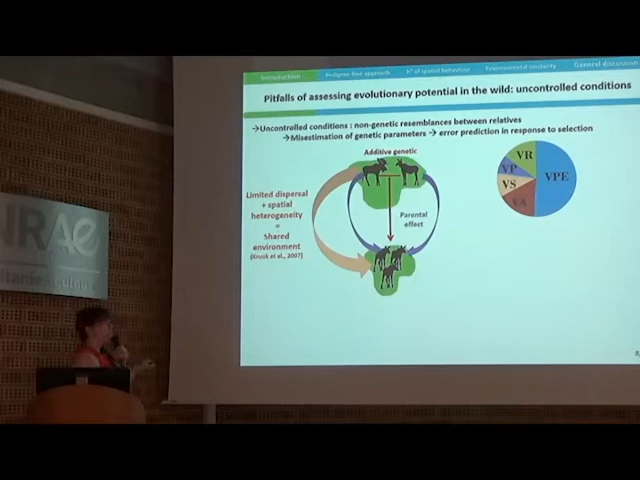 Introduction
Pedigree-free approach
h² of spatial behaviour
Environmental similarity
General discussion
Pitfalls of assessing evolutionary potential in the wild: uncontrolled conditions
→Uncontrolled conditions : non-genetic resemblances between relatives
→Misestimation of genetic parameters → error prediction in response to selection
Additive genetic
Limited dispersal
+ spatial
heterogeneity
=
Shared
environment
(Kruuk et al., 2007)
Parental
effect
VR
VP
VS
VA
VPE
INRAE